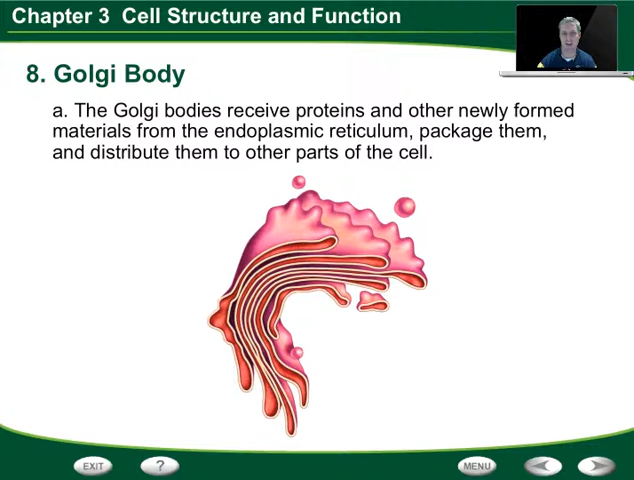 Chapter 3 Cell Structure and Function
8. Golgi Body
a. The Golgi bodies receive proteins and other newly formed
materials from the endoplasmic reticulum, package them,
and distribute them to other parts of the cell.
EXIT
?
MENU